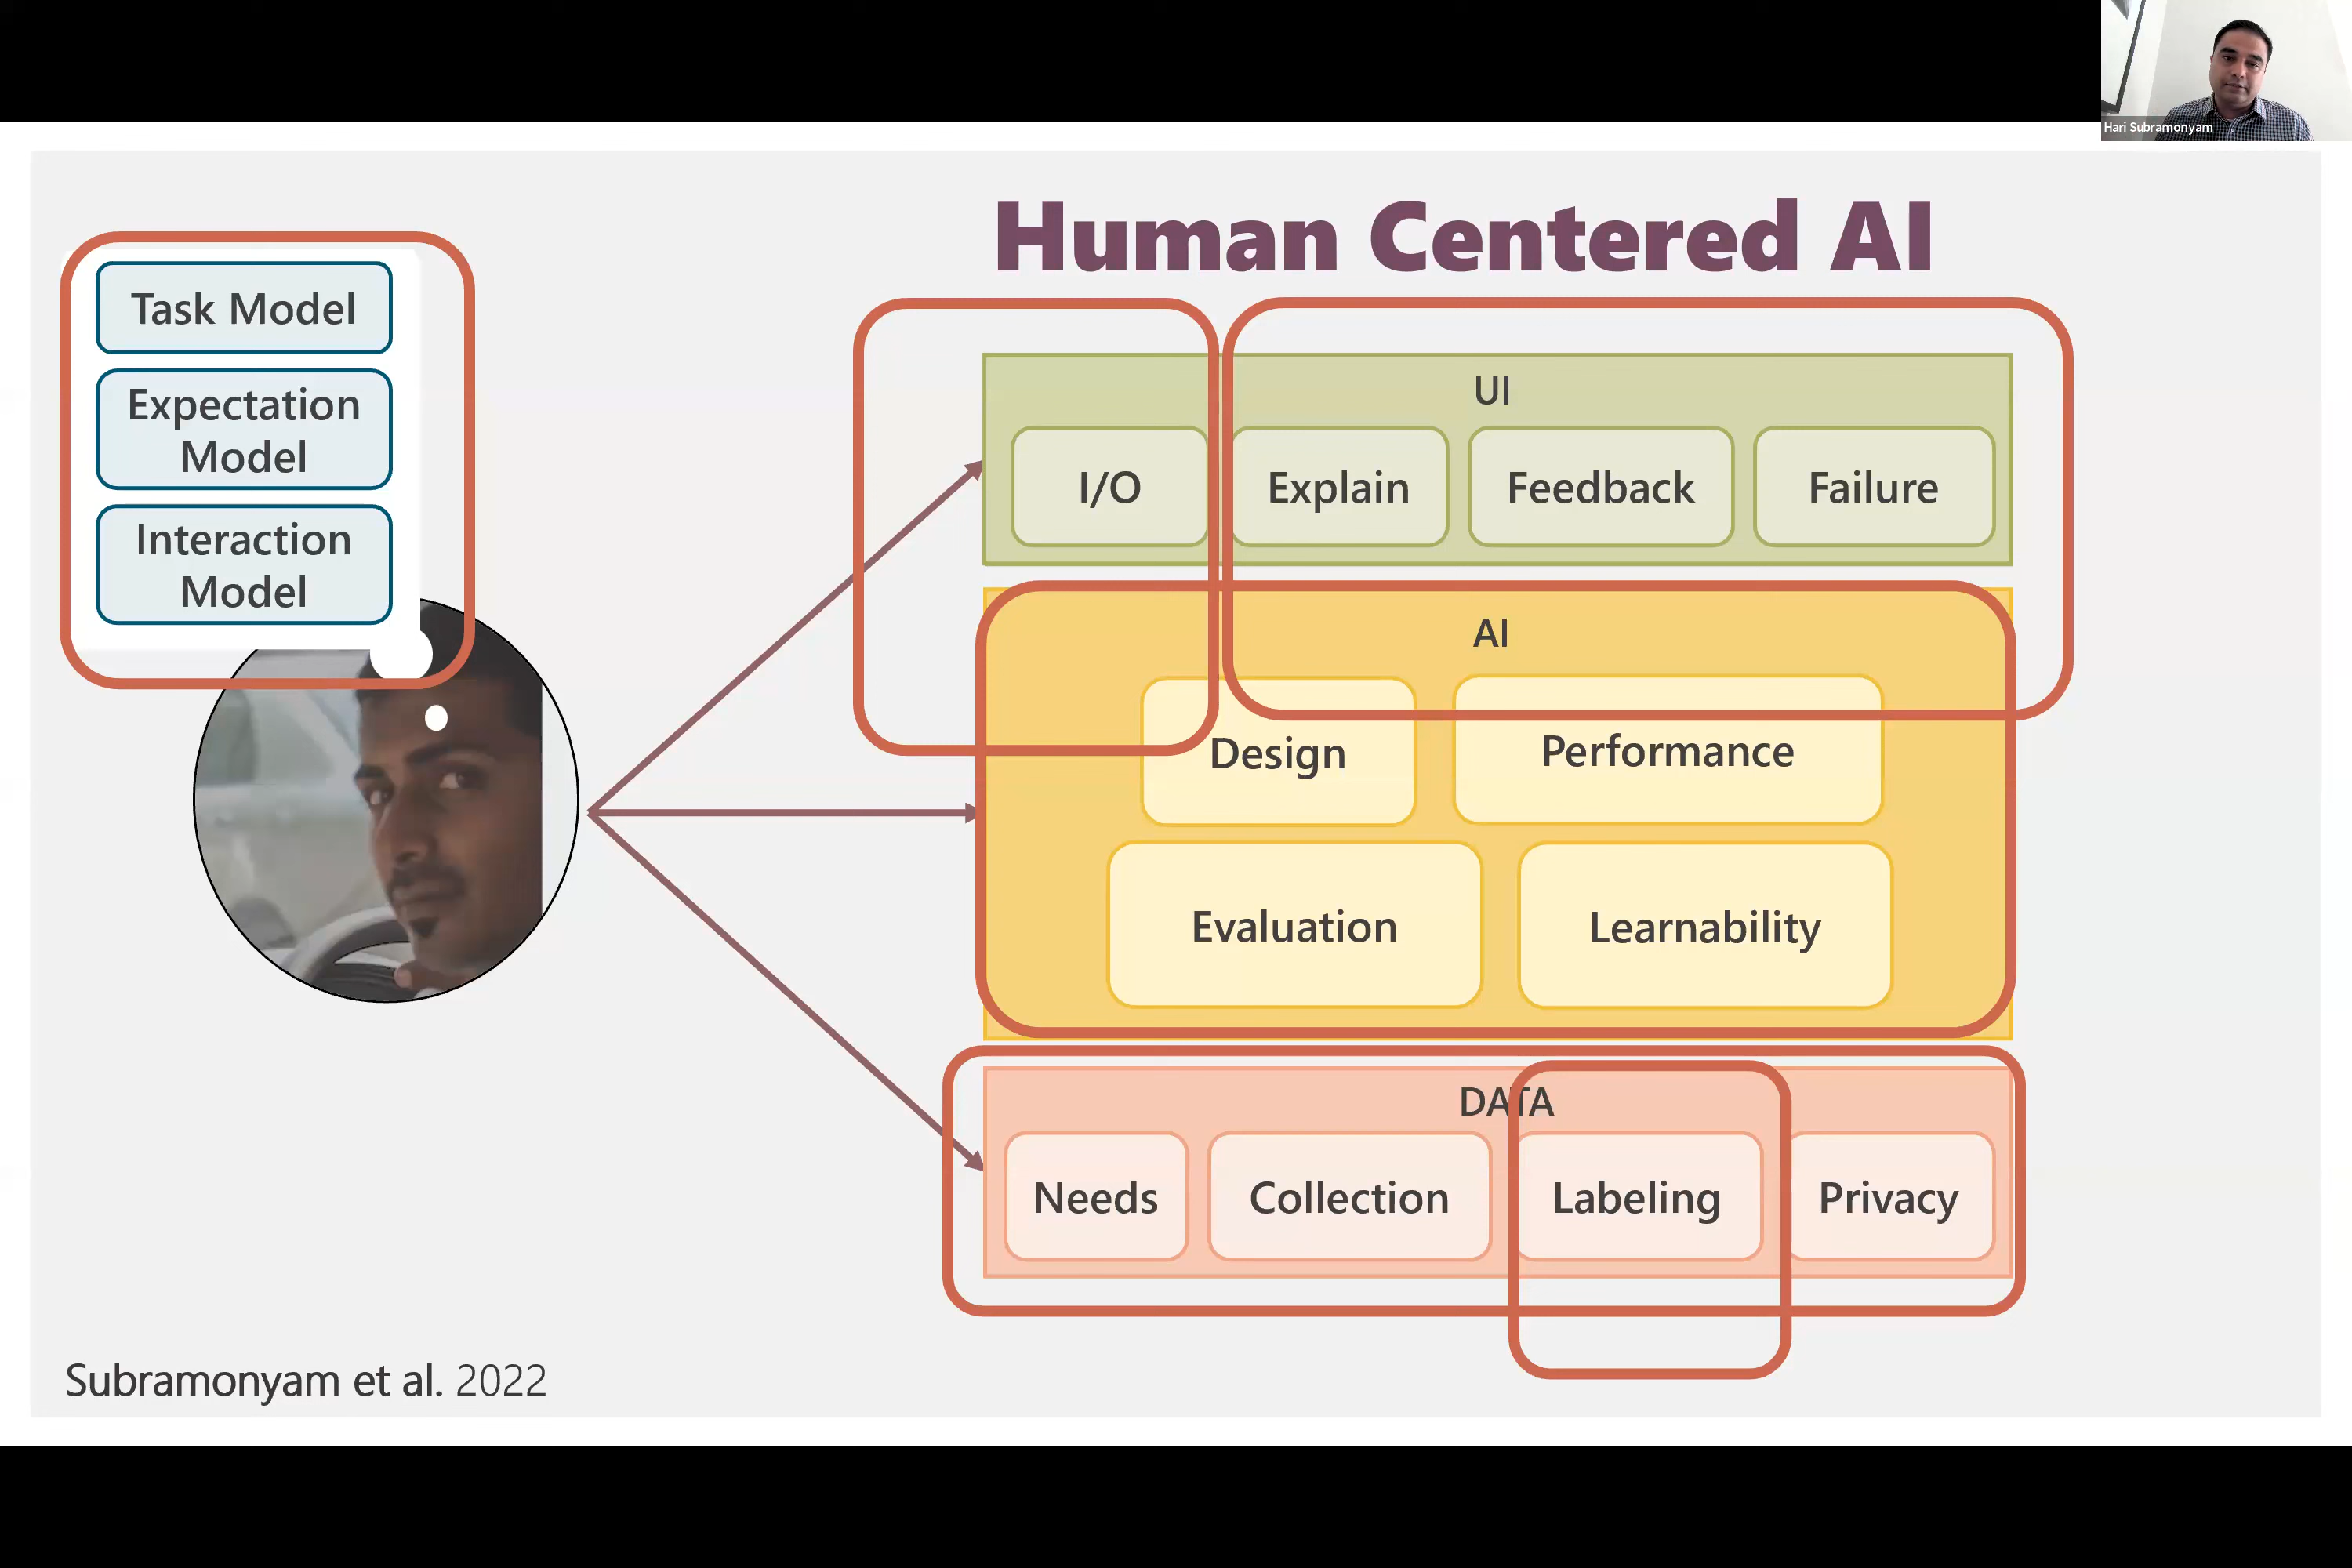 Hari Subramonyam
Human Centered AI
Task Model
Expectation
Model
Interaction
Model
UI
I/O
Explain
Feedback
Failure
AI
Design
Performance
Evaluation
Learnability
DATA
Needs
Collection
Labeling
Privacy
Subramonyam et al. 2022